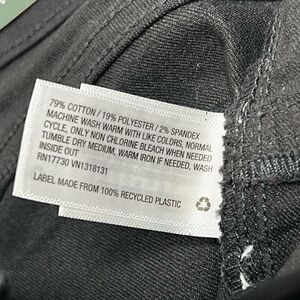 79% COTTON / 19% POLYESTER / 2% SPANDEX
MACHINE WASH WARM WITH LIKE COLORS, NORMAL
CYCLE, ONLY NON CHLORINE BLEACH WHEN NEEDED
TUMBLE DRY MEDIUM, WARM IRON IF NEEDED, WASH
INSIDE OUT
RN17730 VN1318131
LABEL MADE FROM 100% RECYCLED PLASTIC